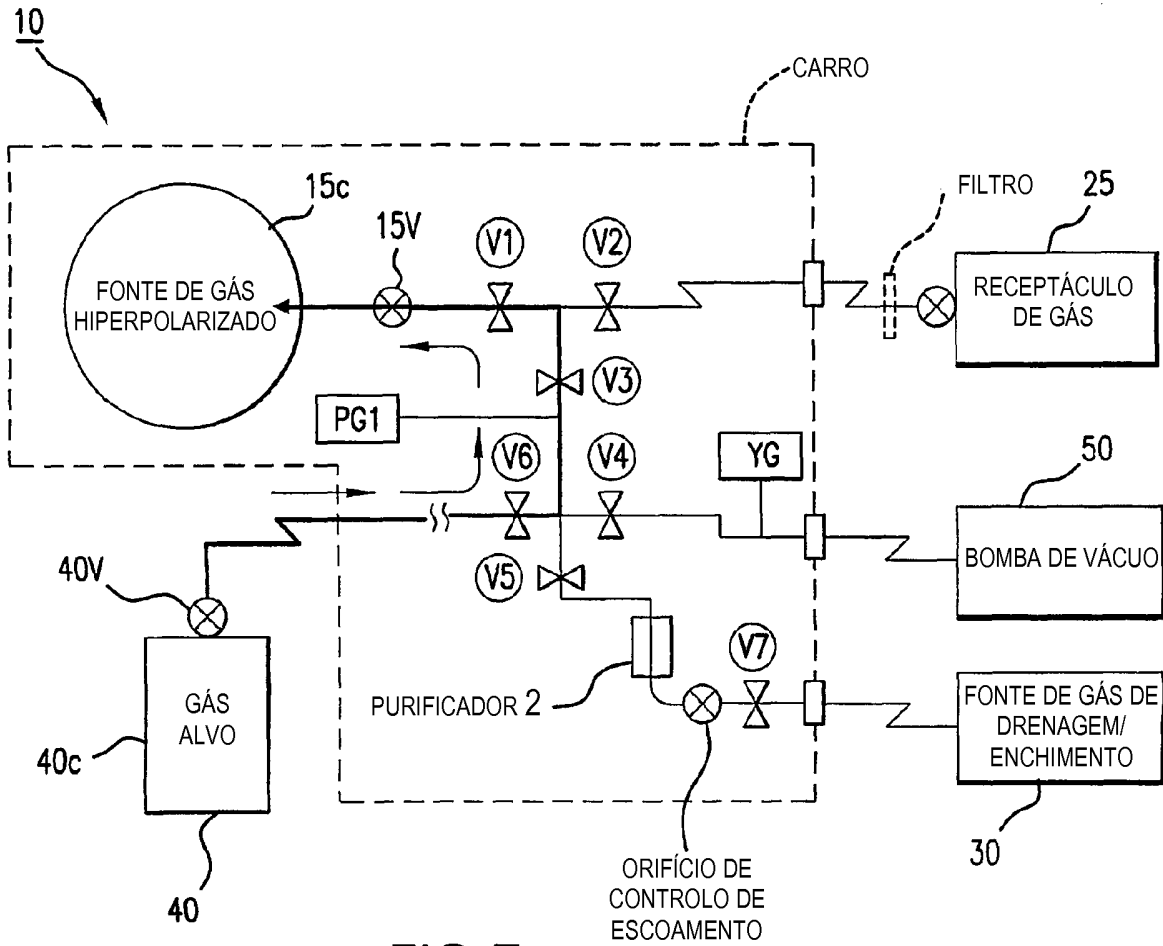 10
CARRO
15c
15V
V1
V2
FILTRO
25
FONTE DE GÁS
HIPERPOLARIZADO
RECEPTÁCULO
DE GÁS
V3
PG1
V6
V4
YG
50
BOMBA DE VÁCUO
40V
V5
V7
GÁS
ALVO
PURIFICADOR 2
FONTE DE GÁS DE
DRENAGEM/
ENCHIMENTO
40c
40
30
ORIFÍCIO DE
CONTROLO DE
ESCOAMENTO